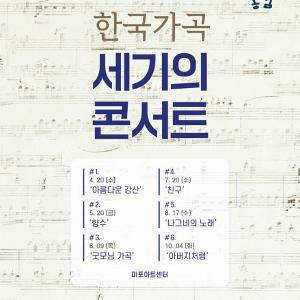 한국가곡
세기의
콘서트
#1.
4. 20 (수)
'아름다운 강산'
#2.
5. 20 (금)
'향수'
#3.
6. 09 (목)
'굿모닝 가곡'
#4.
7. 20 (수)
'친구'
#5.
8. 17 (수)
'나그네의 노래'
#6.
10. 04 (화)
'아버지처럼'
마포아트센터